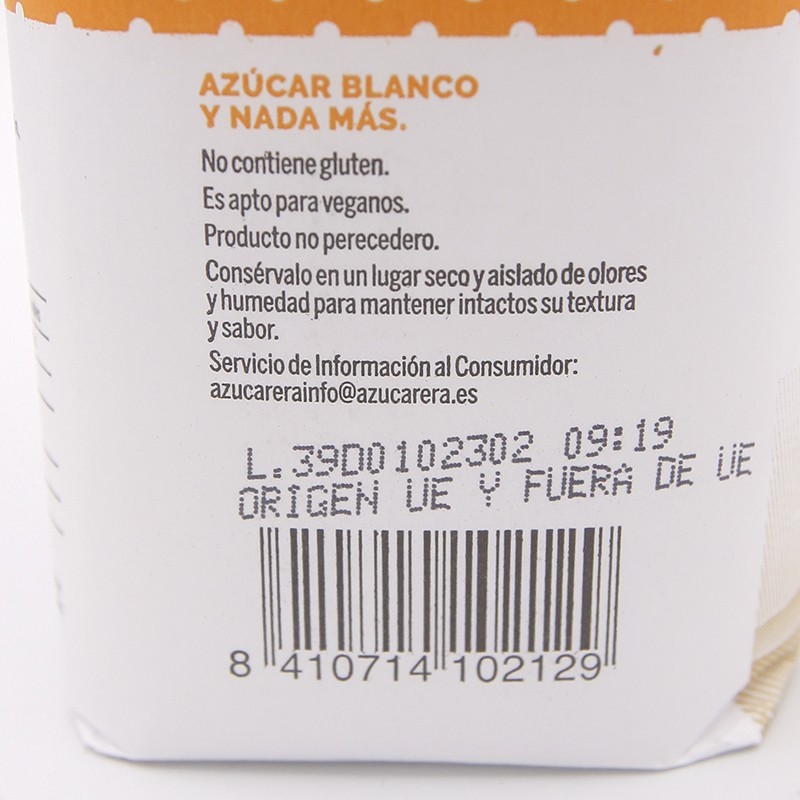 AZÚCAR BLANCO
Y NADA MÁS.
No contiene gluten.
Es apto para veganos.
Producto no perecedero.
Consérvalo en un lugar seco y aislado de olores
y humedad para mantener intactos su textura
y sabor.
Servicio de Información al Consumidor:
azucarerainfo@azucarera.es
L.:39D0102302 09:19
ORIGEN UE Y FUERA DE UE
8 410714 102129